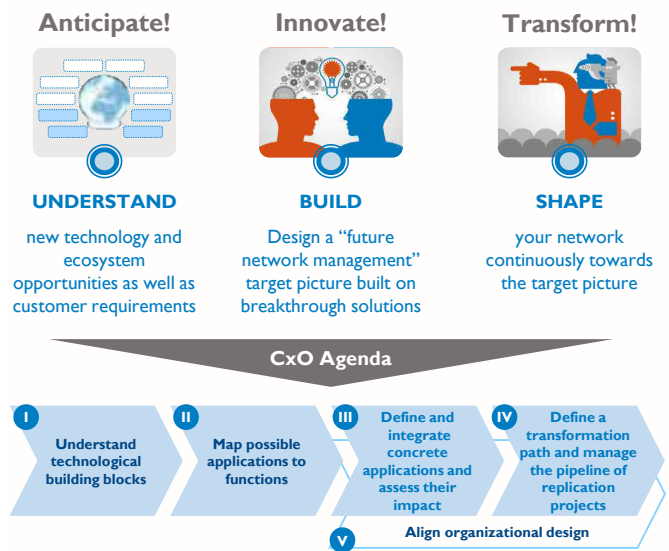 Anticipate!
Innovate!
Transform!
UNDERSTAND
new technology and
ecosystem
opportunities as well as
customer requirements
BUILD
Design a “future
network management”
target picture built on
breakthrough solutions
SHAPE
your network
continuously towards
the target picture
CxO Agenda
I
Understand
technological
building blocks
II
Map possible
applications to
functions
III
Define and
integrate
concrete
applications and
assess their
impact
IV
Define a
transformation
path and manage
the pipeline of
replication
projects
V
Align organizational design